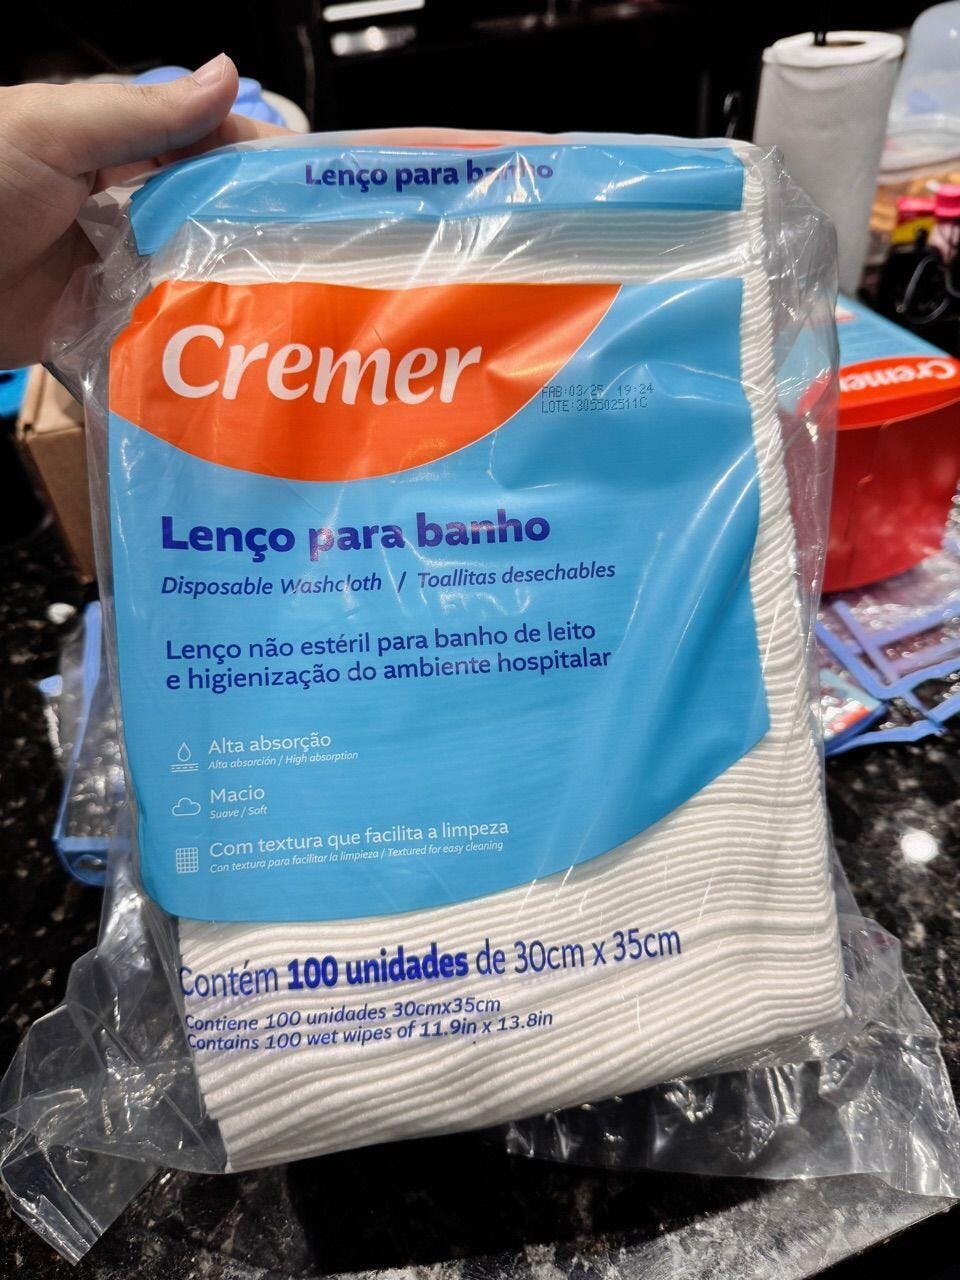 Lenço para banho
Cremer
FAB:03/25 19:24
LOTE:305502511C
Cremer
Lenço para banho
Disposable Washcloth / Toallitas desechables
Lenço não estéril para banho de leito
e higienização do ambiente hospitalar
Alta absorção
Alta absorción / High absorption
Macio
Suave / Soft
Com textura que facilita a limpeza
Con textura para facilitar la limpieza / Textured for easy cleaning
Contém 100 unidades de 30cm x 35cm
Contiene 100 unidades 30cmx35cm
Contains 100 wet wipes of 11.9in x 13.8in